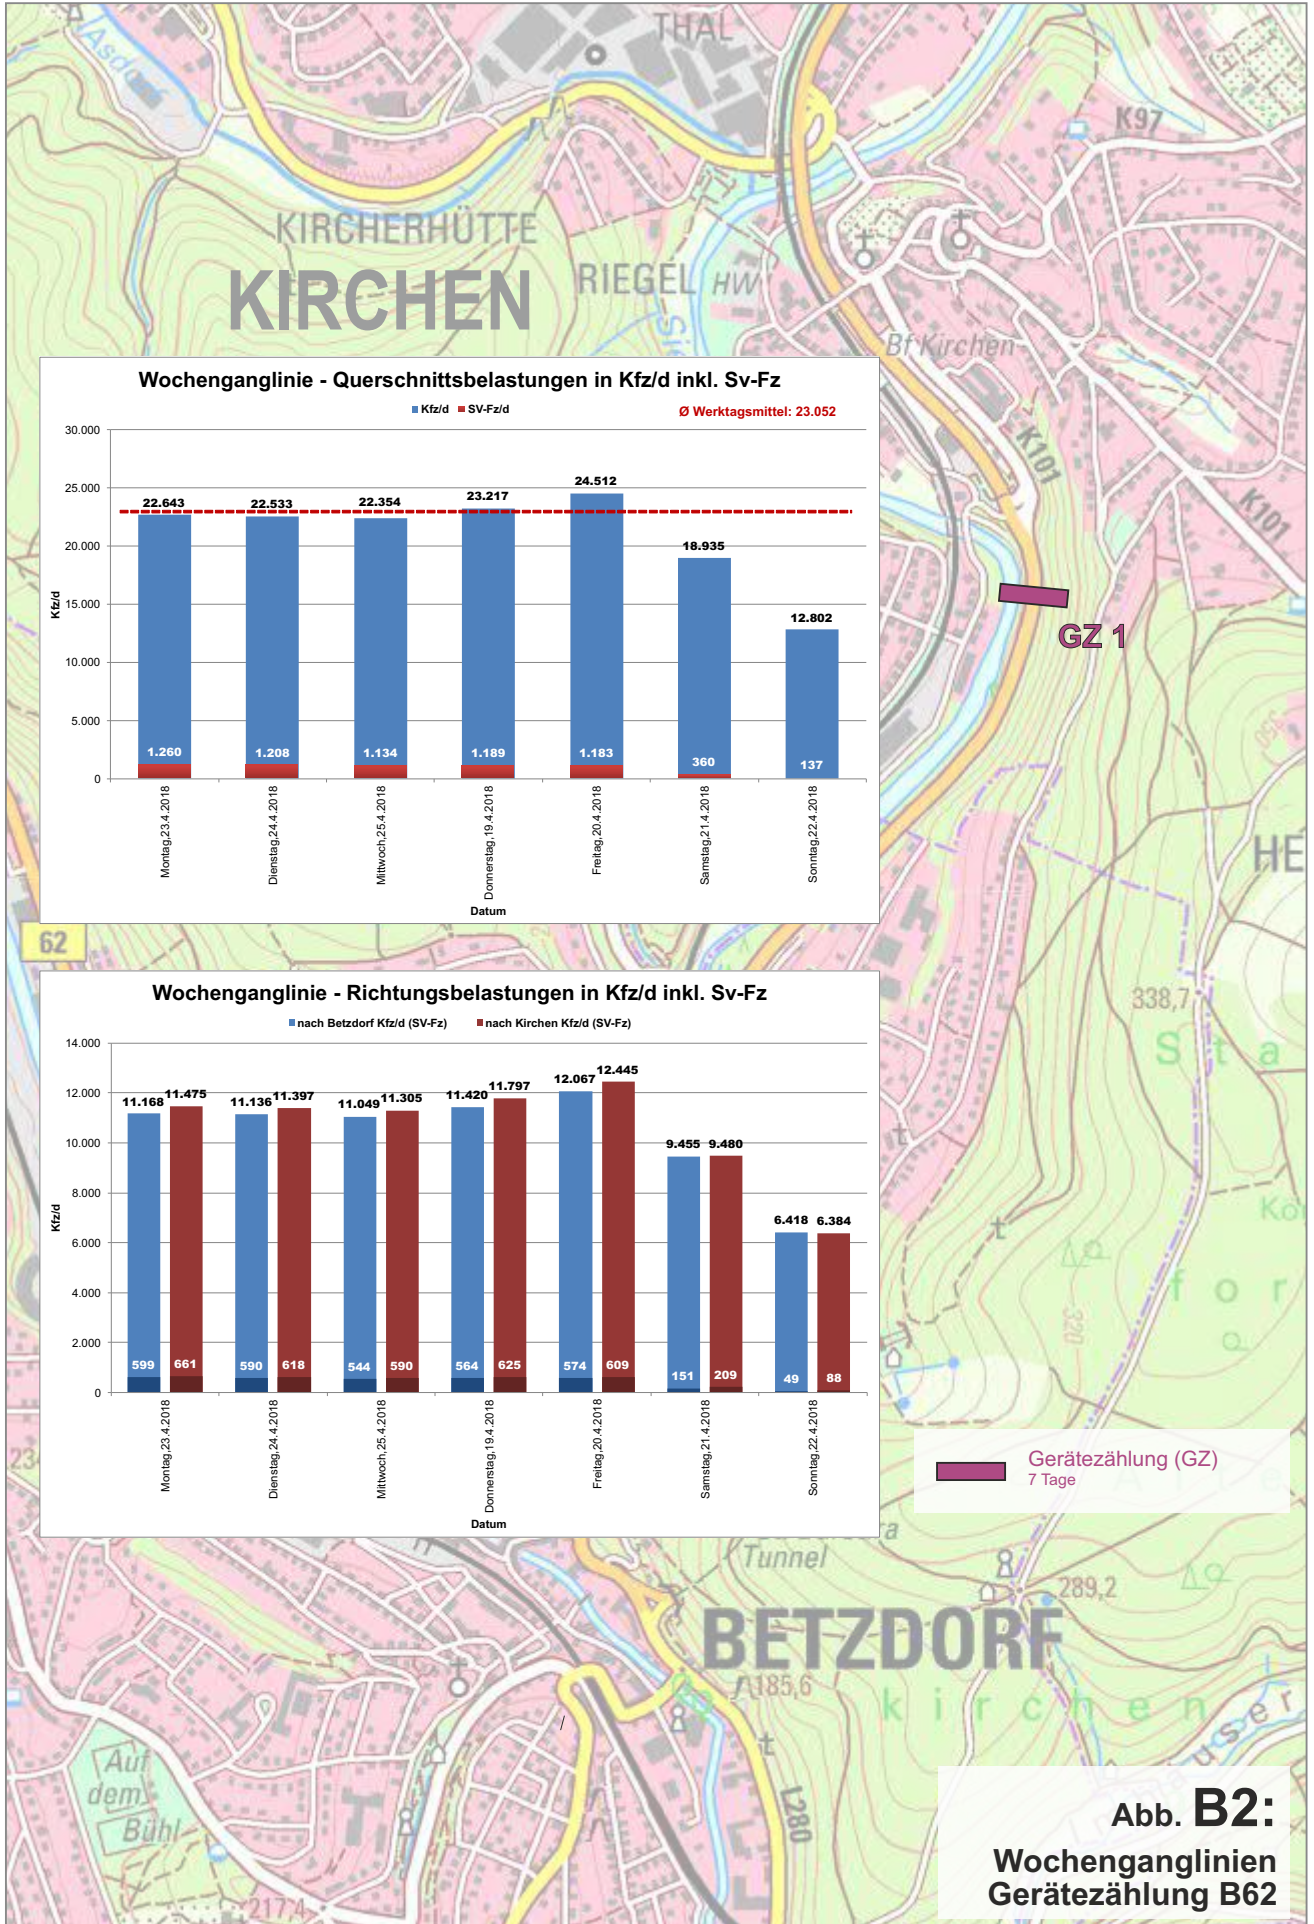 THAL
Asdorf
K97
KIRCHERHÜTTE
KIRCHEN
RIEGEL
HW
Bf Kirchen
K101
K101
GZ 1
Wochenganglinie - Querschnittsbelastungen in Kfz/d inkl. Sv-Fz
Kfz/d SV-Fz/d
Ø Werktagsmittel: 23.052
30.000
25.000
20.000
15.000
10.000
5.000
0
Kfz/d
22.643 22.533 22.354 23.217 24.512 18.935 12.802
1.260 1.208 1.134 1.189 1.183 360 137
Montag,23.4.2018
Dienstag,24.4.2018
Mittwoch,25.4.2018
Donnerstag,19.4.2018
Freitag,20.4.2018
Samstag,21.4.2018
Sonntag,22.4.2018
Datum
62
HE
338,7
Sta
Wochenganglinie - Richtungsbelastungen in Kfz/d inkl. Sv-Fz
nach Betzdorf Kfz/d (SV-Fz) nach Kirchen Kfz/d (SV-Fz)
14.000
12.000
10.000
8.000
6.000
4.000
2.000
0
Kfz/d
11.168 11.475 11.136 11.397 11.049 11.305 11.420 11.797 12.067 12.445 9.455 9.480 6.418 6.384
599 661 590 618 544 590 564 625 574 609 151 209 49 88
Montag,23.4.2018
Dienstag,24.4.2018
Mittwoch,25.4.2018
Donnerstag,19.4.2018
Freitag,20.4.2018
Samstag,21.4.2018
Sonntag,22.4.2018
Datum
for
320
Gerätezählung (GZ)
7 Tage
Tunnel
289,2
BETZDORF
185,6
kirchen
L280
Auf
dem
Bühl
217,4
Abb. B2:
Wochenganglinien
Gerätezählung B62